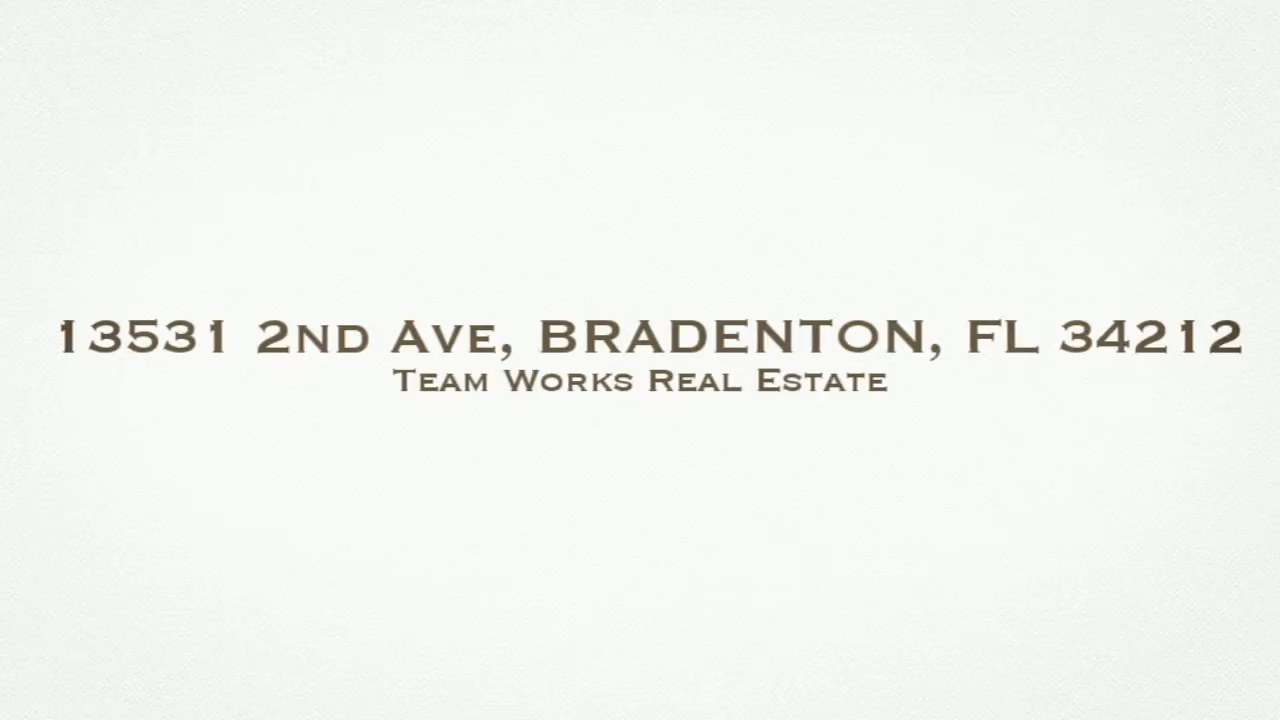 13531 2nd Ave, BRADENTON, FL 34212
Team Works Real Estate